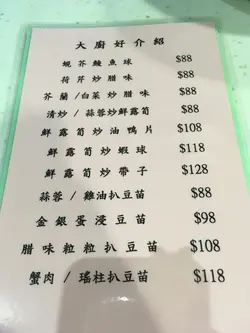 大廚好介紹
蜆芥鯪魚球 $88
荷芹炒腊味 $88
芥蘭/白菜炒腊味 $88
清炒/蒜蓉炒鮮露筍 $88
鮮露筍炒油鴨片 $108
鮮露筍炒蝦球 $118
鮮露筍炒帶子 $128
蒜蓉/雞油扒豆苗 $88
金銀蛋浸豆苗 $98
腊味粒粒扒豆苗 $108
蟹肉/瑤柱扒豆苗 $118